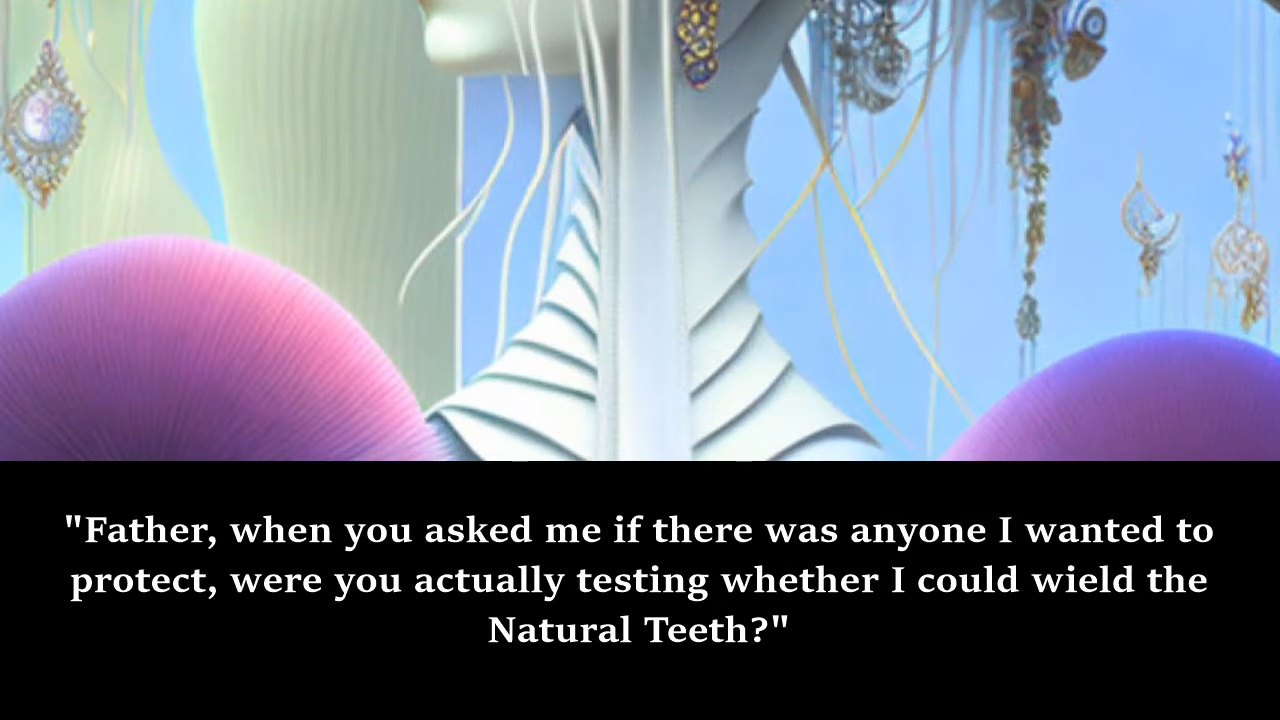 "Father, when you asked me if there was anyone I wanted to
protect, were you actually testing whether I could wield the
Natural Teeth?"